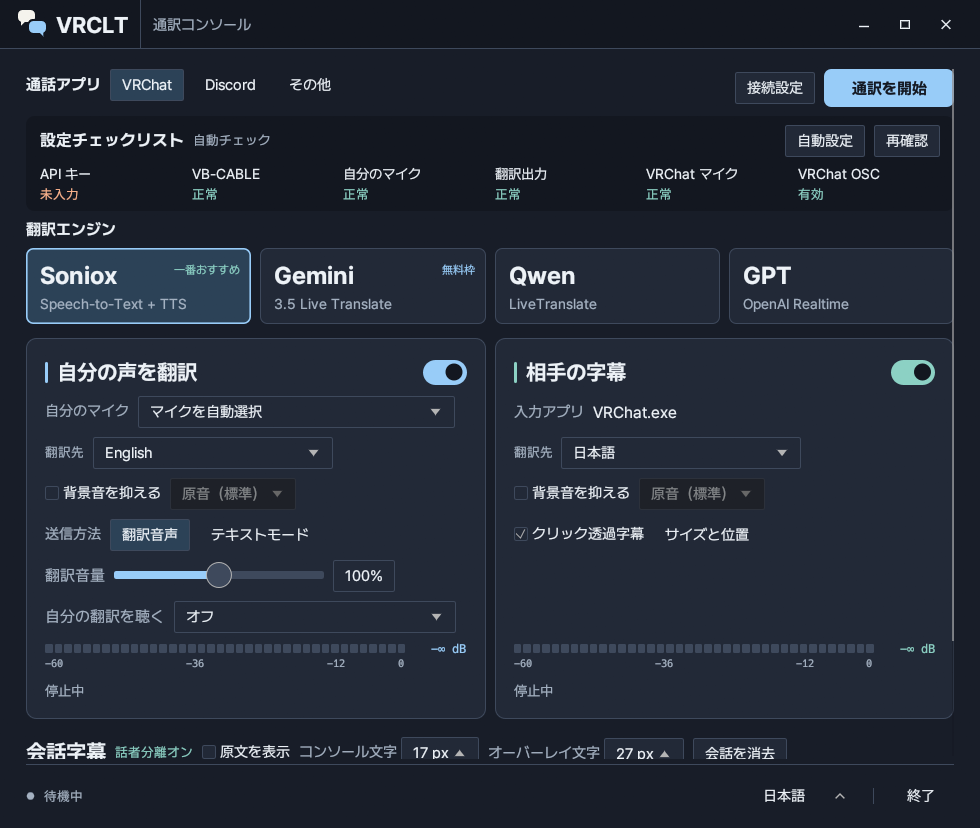 VRCLT 通訳コンソール
通話アプリ VRChat Discord その他 接続設定 通訳を開始
設定チェックリスト 自動チェック 自動設定 再確認
API キー VB-CABLE 自分のマイク 翻訳出力 VRChat マイク VRChat OSC
未入力 正常 正常 正常 正常 有効
翻訳エンジン
Soniox 一番おすすめ Gemini 無料枠 Qwen GPT
Speech-to-Text + TTS 3.5 Live Translate LiveTranslate OpenAI Realtime
自分の声を翻訳
自分のマイク マイクを自動選択
翻訳先 English
背景音を抑える 原音（標準）
送信方法 翻訳音声 テキストモード
翻訳音量 100%
自分の翻訳を聴く オフ
-∞ dB
-60 -36 -12 0
停止中
相手の字幕
入力アプリ VRChat.exe
翻訳先 日本語
背景音を抑える 原音（標準）
クリック透過字幕 サイズと位置
-∞ dB
-60 -36 -12 0
停止中
会話字幕 話者分離オン 原文を表示 コンソール文字 17 px オーバーレイ文字 27 px 会話を消去
待機中 日本語 終了